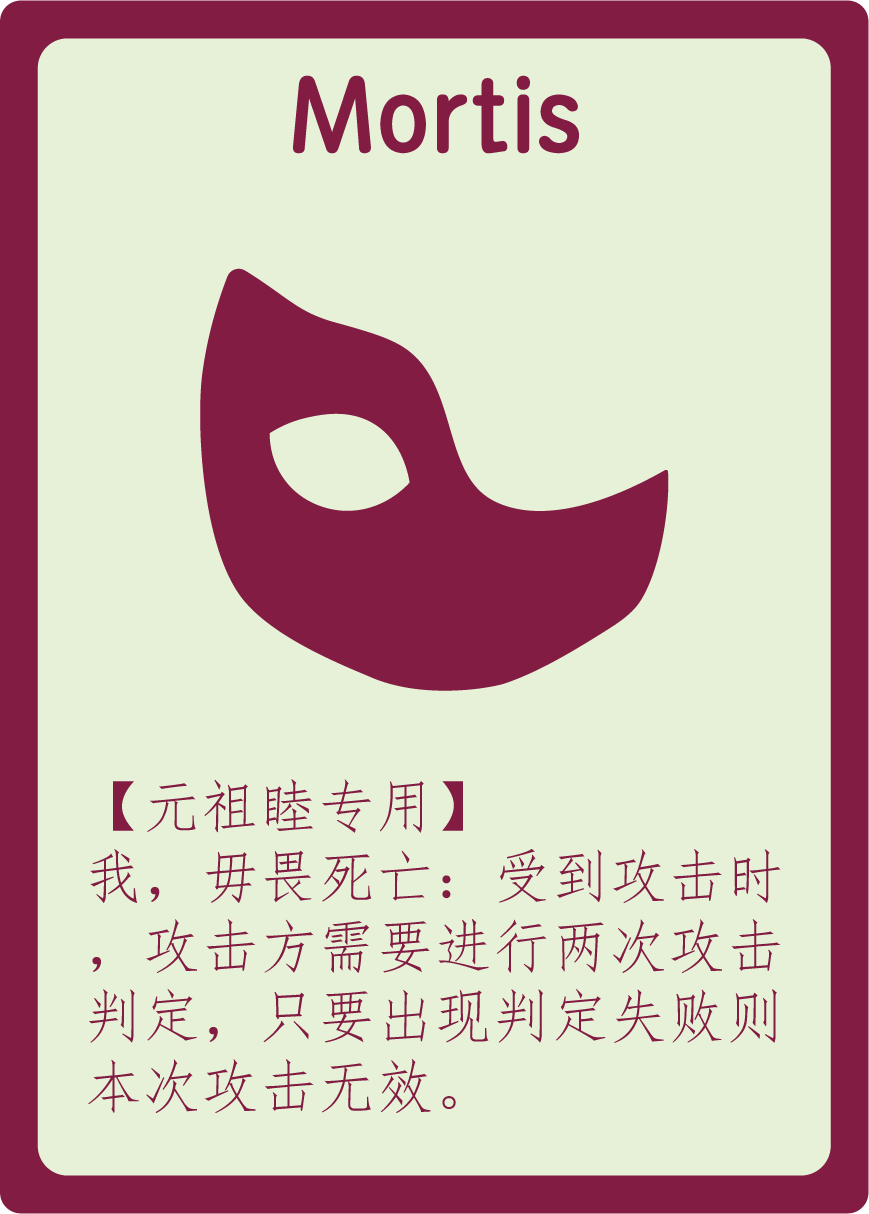 Mortis
【元祖睦专用】
我，毋畏死亡：受到攻击时
，攻击方需要进行两次攻击
判定，只要出现判定失败则
本次攻击无效。